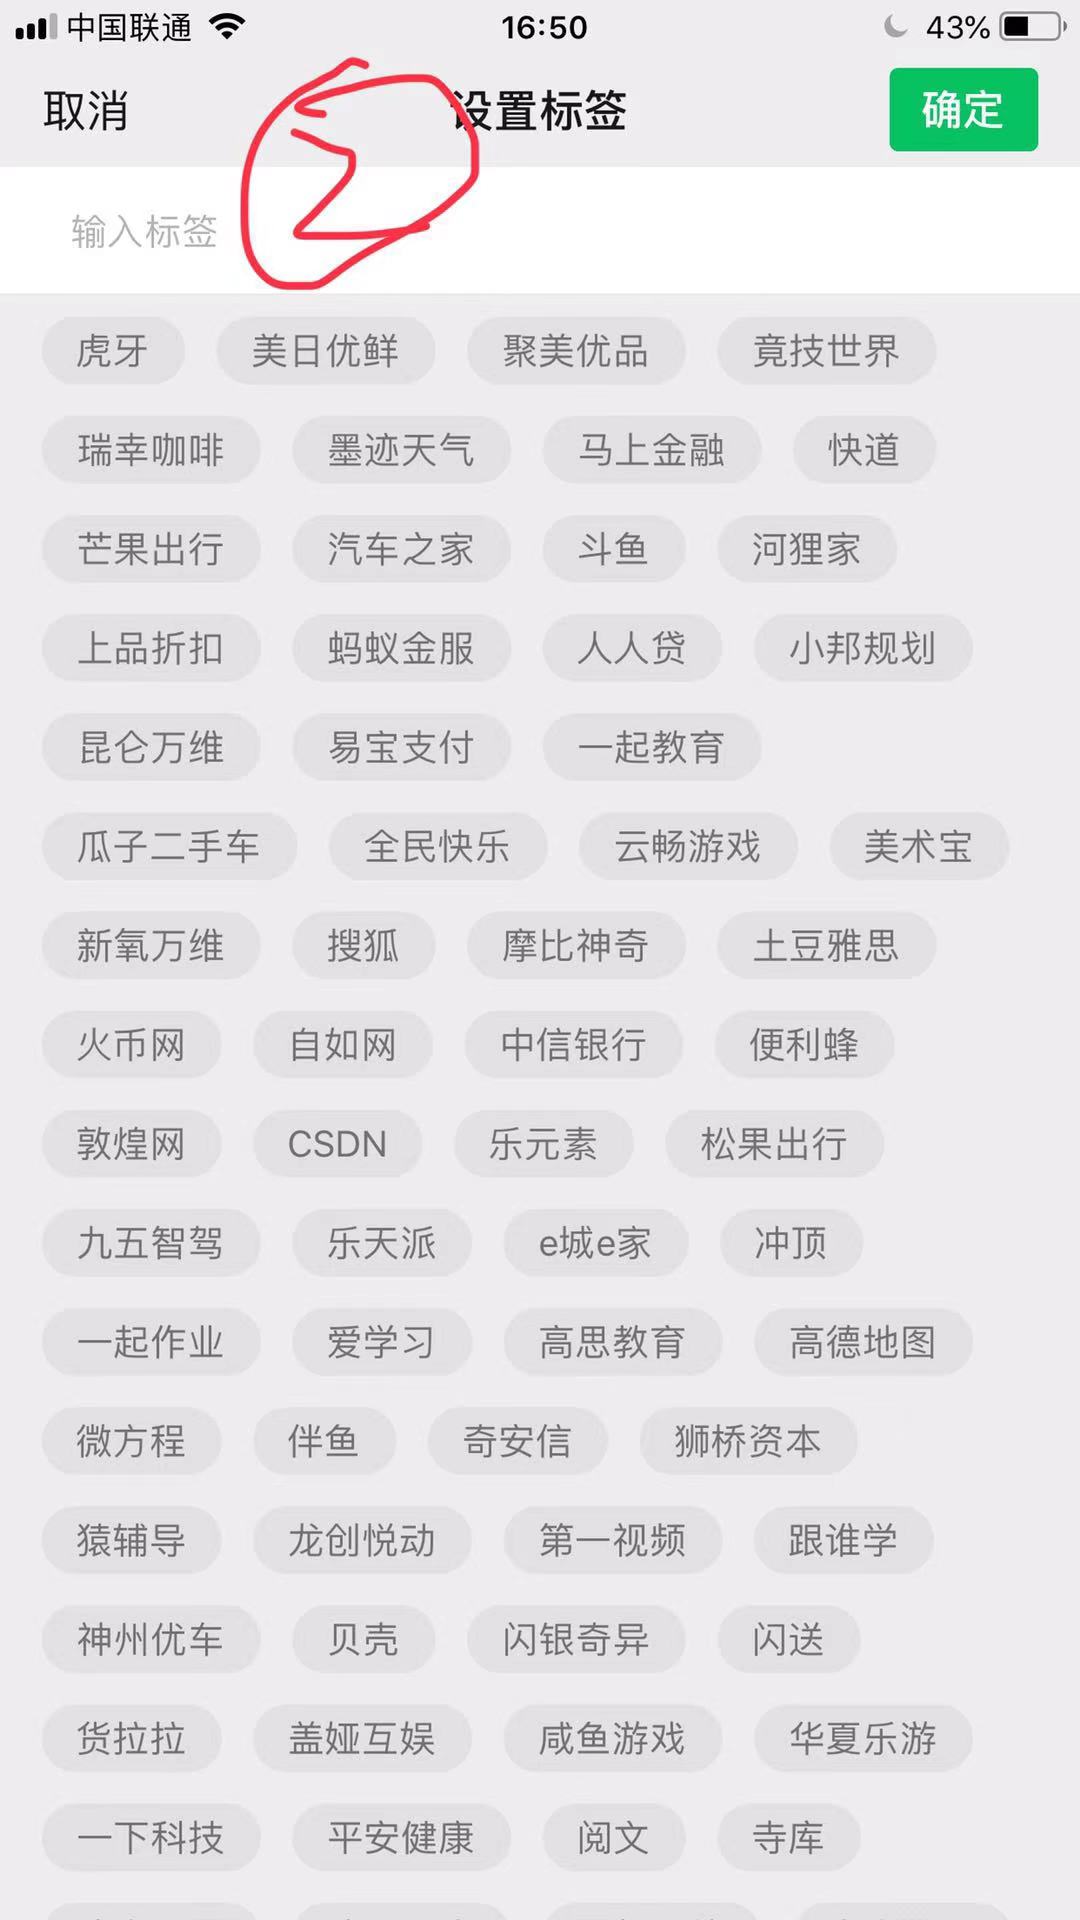 中国联通 16:50 43%
取消 设置标签 确定
2
输入标签
虎牙 美日优鲜 聚美优品 竟技世界
瑞幸咖啡 墨迹天气 马上金融 快道
芒果出行 汽车之家 斗鱼 河狸家
上品折扣 蚂蚁金服 人人贷 小邦规划
昆仑万维 易宝支付 一起教育
瓜子二手车 全民快乐 云畅游戏 美术宝
新氧万维 搜狐 摩比神奇 土豆雅思
火币网 自如网 中信银行 便利蜂
敦煌网 CSDN 乐元素 松果出行
九五智驾 乐天派 e城e家 冲顶
一起作业 爱学习 高思教育 高德地图
微方程 伴鱼 奇安信 狮桥资本
猿辅导 龙创悦动 第一视频 跟谁学
神州优车 贝壳 闪银奇异 闪送
货拉拉 盖娅互娱 咸鱼游戏 华夏乐游
一下科技 平安健康 阅文 寺库